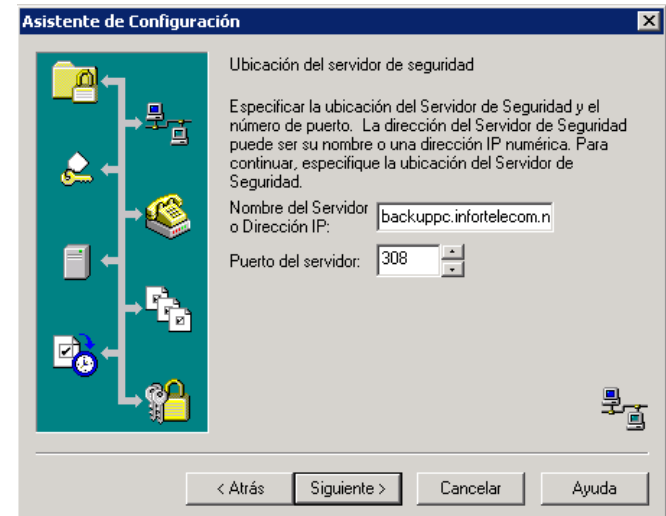 Asistente de Configuración
Ubicación del servidor de seguridad
Especificar la ubicación del Servidor de Seguridad y el
número de puerto. La dirección del Servidor de Seguridad
puede ser su nombre o una dirección IP numérica. Para
continuar, especifique la ubicación del Servidor de
Seguridad.
Nombre del Servidor
o Dirección IP:
backuppc.infortelecom.n
Puerto del servidor:
308
< Atrás
Siguiente >
Cancelar
Ayuda